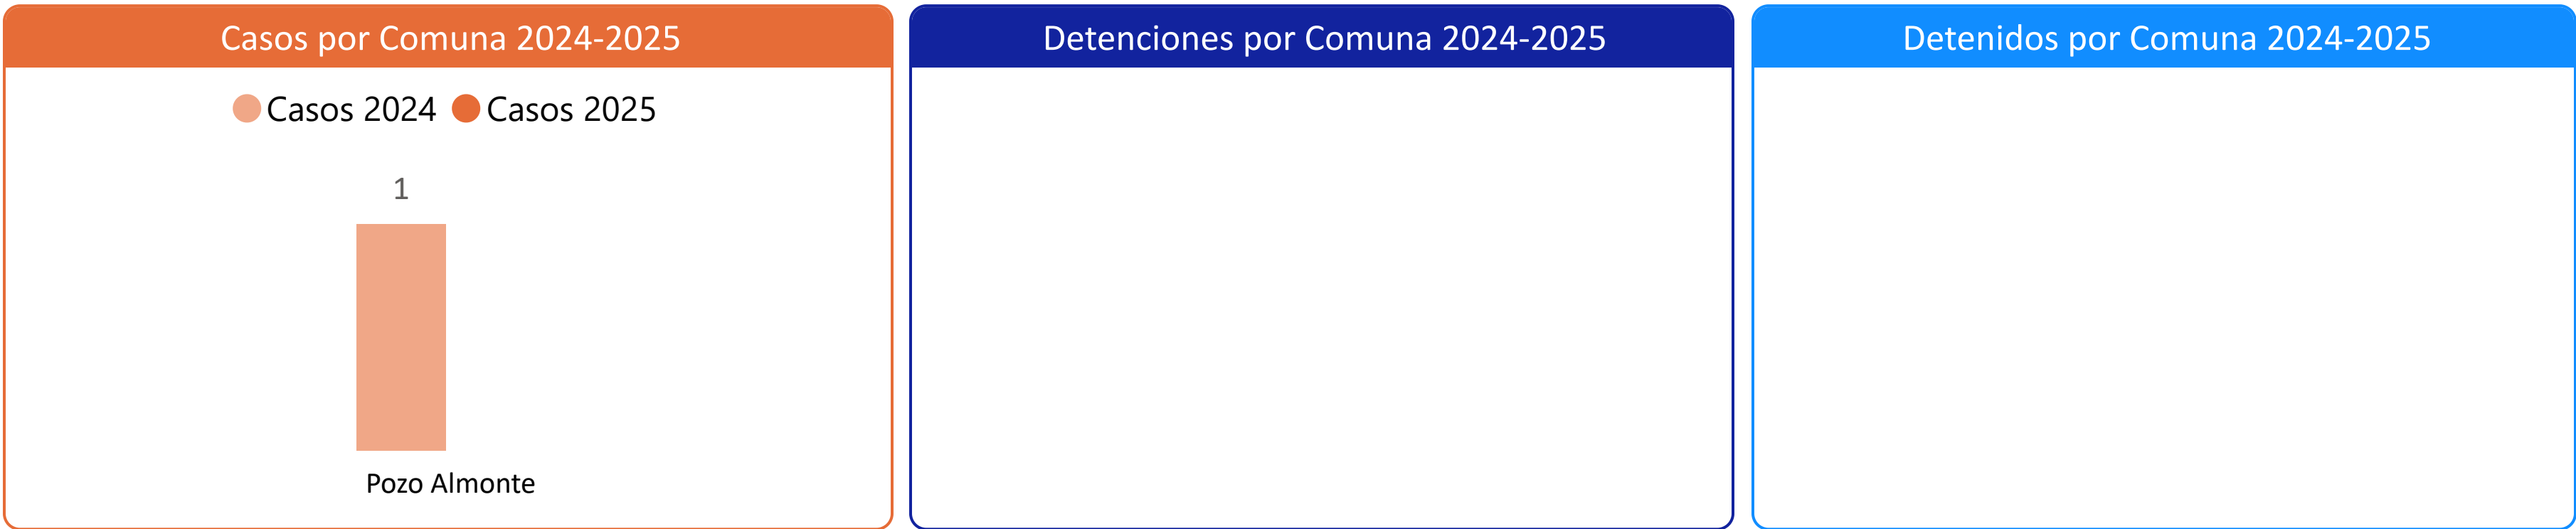 Casos por Comuna 2024-2025
Casos 2024 Casos 2025
1
Pozo Almonte
Detenciones por Comuna 2024-2025
Detenidos por Comuna 2024-2025